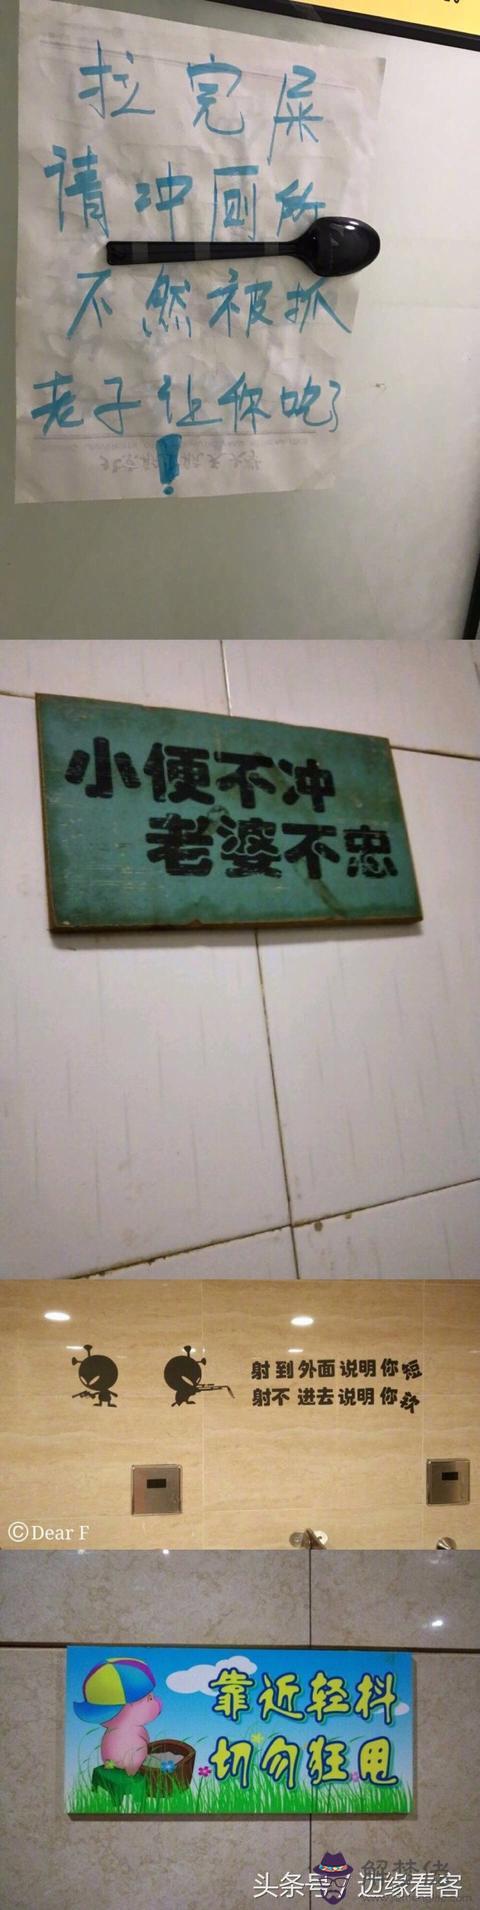 拉完屎
请冲厕所
不然被抓
老子让你吃了
!
小便不冲
老婆不忠
射到外面说明你短
射不进去说明你软
©Dear F
靠近轻抖
切勿狂甩
头条号/边缘看客
解梦佬